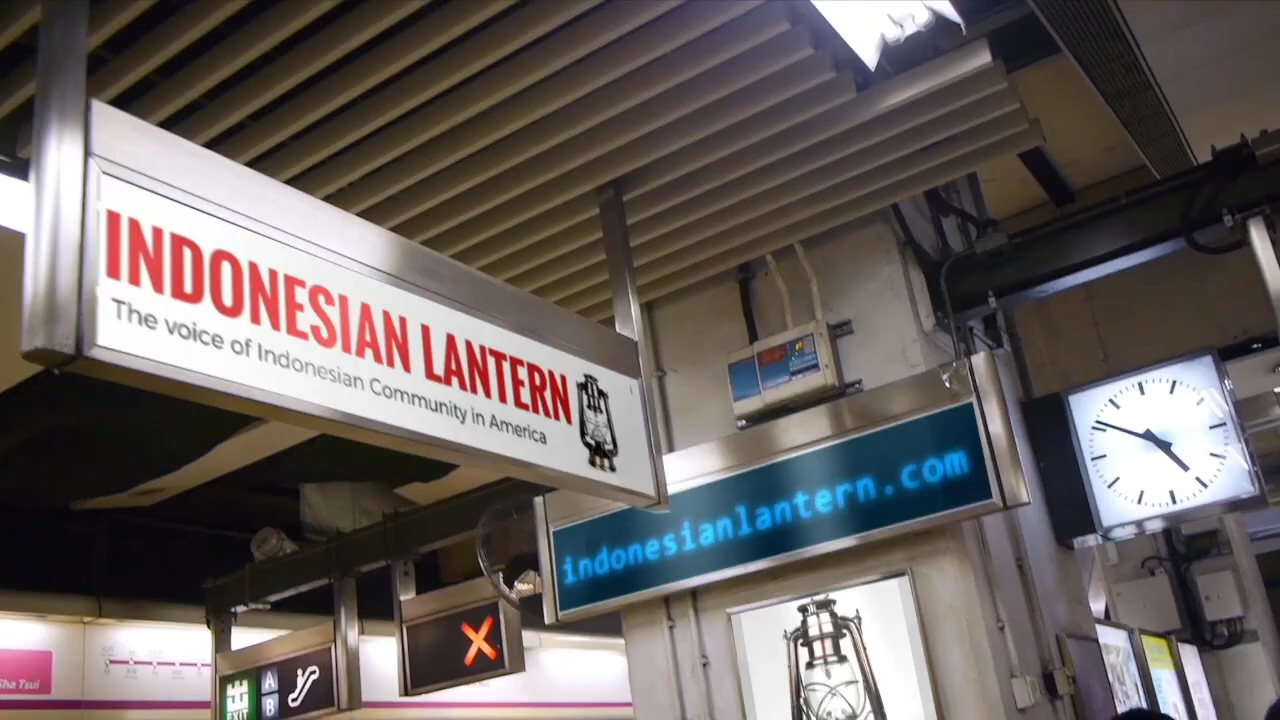 INDONESIAN LANTERN
The voice of Indonesian Community in America
indonesianlantern.com
X
A
B
EXIT
Sha Tsui